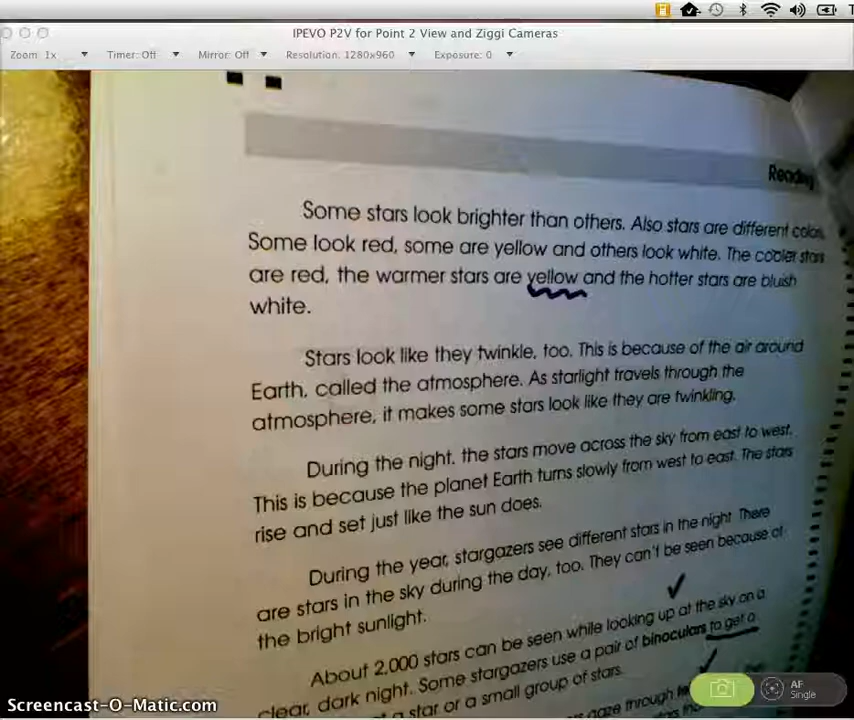 IPEVO P2V for Point 2 View and Ziggi Cameras
Zoom: 1x Timer: Off Mirror: Off Resolution: 1280x960 Exposure: 0
Reading
Some stars look brighter than others. Also stars are different colors.
Some look red, some are yellow and others look white. The cooler stars
are red, the warmer stars are yellow and the hotter stars are bluish
white.
Stars look like they twinkle, too. This is because of the air around
Earth, called the atmosphere. As starlight travels through the
atmosphere, it makes some stars look like they are twinkling.
During the night, the stars move across the sky from east to west.
This is because the planet Earth turns slowly from west to east. The stars
rise and set just like the sun does.
During the year, stargazers see different stars in the night. There
are stars in the sky during the day, too. They can't be seen because of
the bright sunlight.
About 2,000 stars can be seen while looking up at the sky on a
clear, dark night. Some stargazers use a pair of binoculars to get a
at a star or a small group of stars.
gaze through
AF
Single
Screencast-O-Matic.com